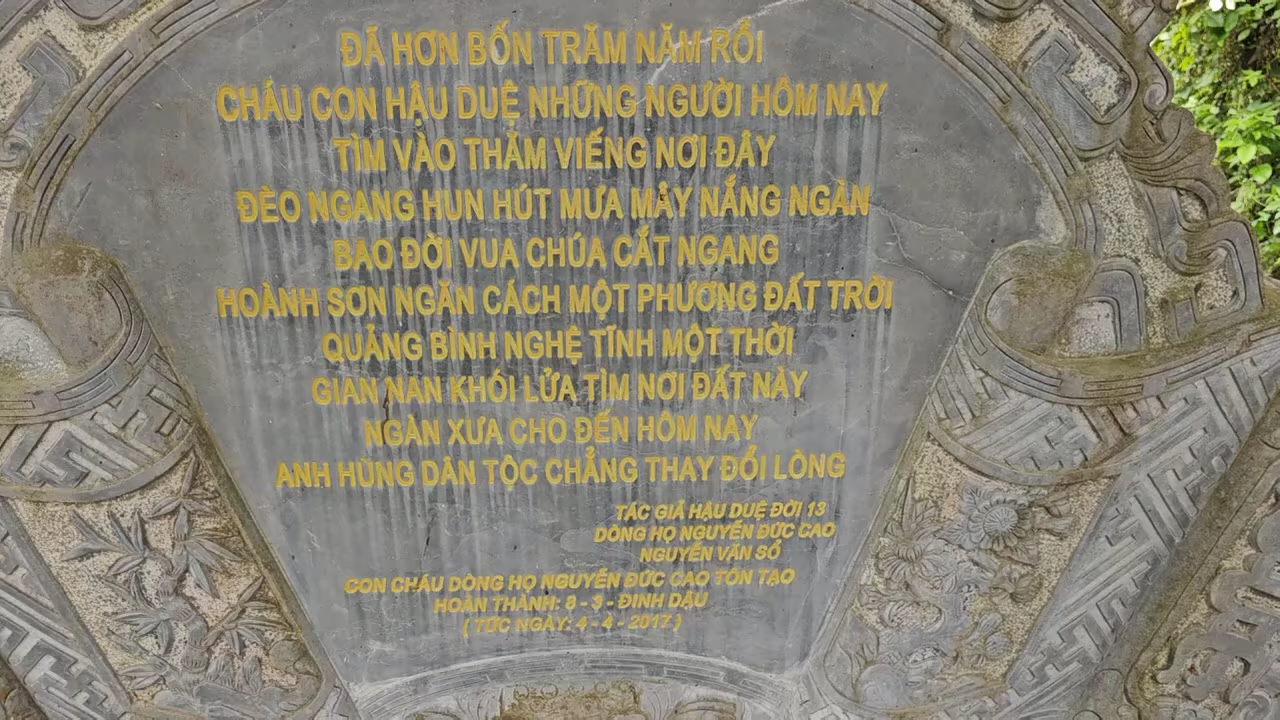 ĐÃ HƠN BỐN TRĂM NĂM RỒI
CHÁU CON HẬU DUỆ NHỮNG NGƯỜI HÔM NAY
TÌM VÀO THĂM VIẾNG NƠI ĐÂY
ĐÈO NGANG HUN HÚT MƯA MÂY NẮNG NGÀN
BAO ĐỜI VUA CHÚA CẮT NGANG
HOÀNH SƠN NGĂN CÁCH MỘT PHƯƠNG ĐẤT TRỜI
QUẢNG BÌNH NGHỆ TĨNH MỘT THỜI
GIAN NAN KHÓI LỬA TÌM NƠI ĐẤT NÀY
NGÀN XƯA CHO ĐẾN HÔM NAY
ANH HÙNG DÂN TỘC CHẲNG THAY ĐỔI LÒNG
TÁC GIẢ HẬU DUỆ ĐỜI 13
DÒNG HỌ NGUYỄN ĐỨC CAO
NGUYỄN VĂN SỔ
CON CHÁU DÒNG HỌ NGUYỄN ĐỨC CAO TÔN TẠO
HOÀN THÀNH: 8 - 3 - ĐINH DẬU
( TỨC NGÀY: 4 - 4 - 2017 )